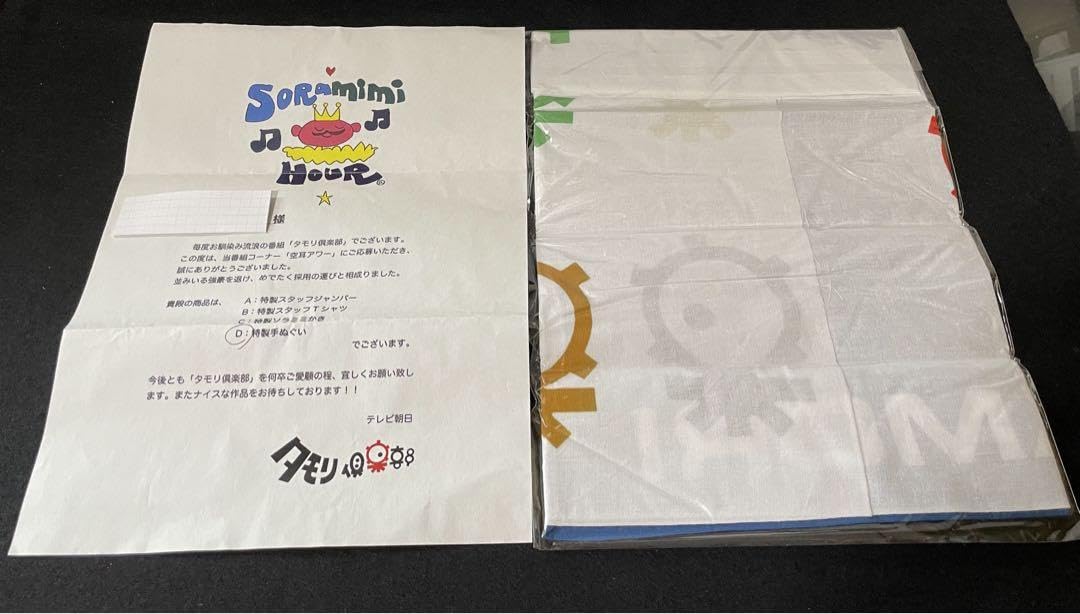 SORamimi
HOUR
様
毎度お馴染み流浪の番組「タモリ倶楽部」でございます。
この度は、当番組コーナー「空耳アワー」にご応募いただき、
誠にありがとうございました。
並みいる強豪を退け、めでたく採用の運びと相成りました。
貴殿の商品は、 A：特製スタッフジャンパー
B：特製スタッフTシャツ
C：特製ソラミミかき
D：特製手ぬぐい
でございます。
今後とも「タモリ倶楽部」を何卒ご愛顧の程、宜しくお願い致し
ます。またナイスな作品をお待ちしております！！
テレビ朝日
タモリ倶楽部